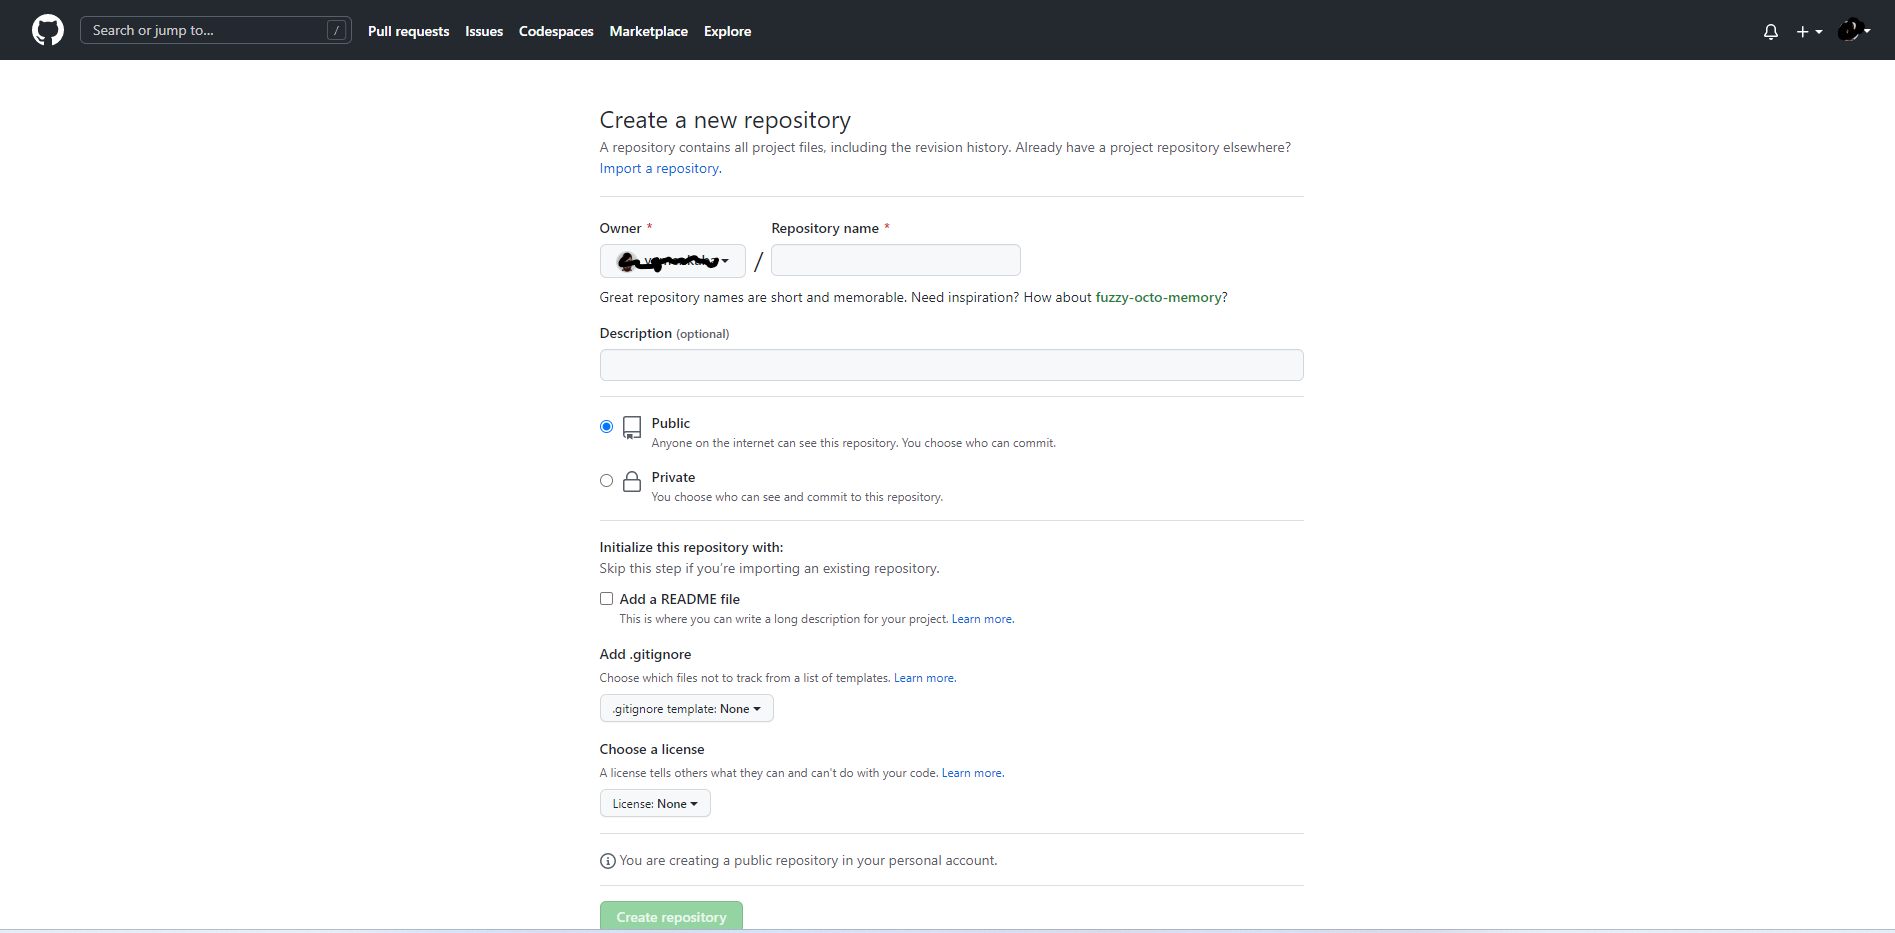 Search or jump to...
/
Pull requests
Issues
Codespaces
Marketplace
Explore
Create a new repository
A repository contains all project files, including the revision history. Already have a project repository elsewhere?
Import a repository.
Owner *
Repository name *
/
Great repository names are short and memorable. Need inspiration? How about fuzzy-octo-memory?
Description (optional)
Public
Anyone on the internet can see this repository. You choose who can commit.
Private
You choose who can see and commit to this repository.
Initialize this repository with:
Skip this step if you're importing an existing repository.
Add a README file
This is where you can write a long description for your project. Learn more.
Add .gitignore
Choose which files not to track from a list of templates. Learn more.
.gitignore template: None
Choose a license
A license tells others what they can and can't do with your code. Learn more.
License: None
You are creating a public repository in your personal account.
Create repository